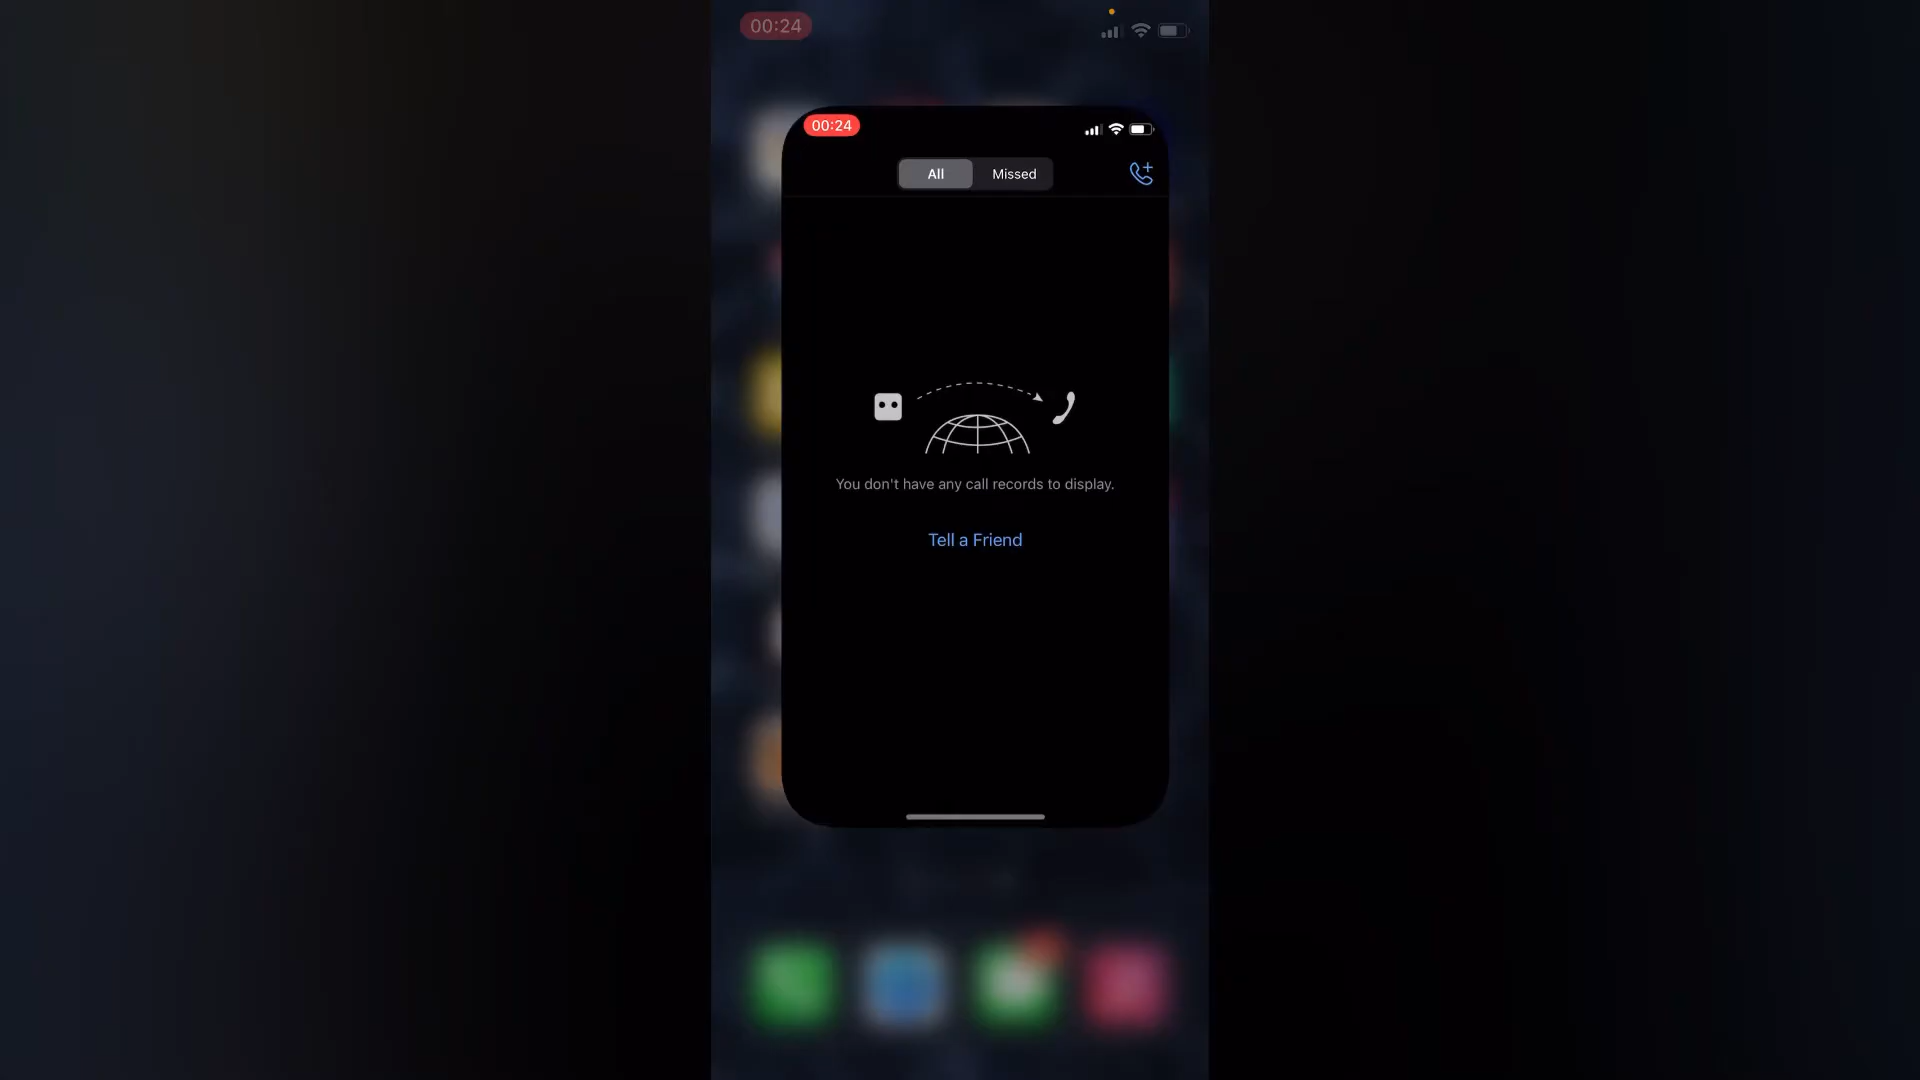 00:24
00:24
All Missed
You don't have any call records to display.
Tell a Friend